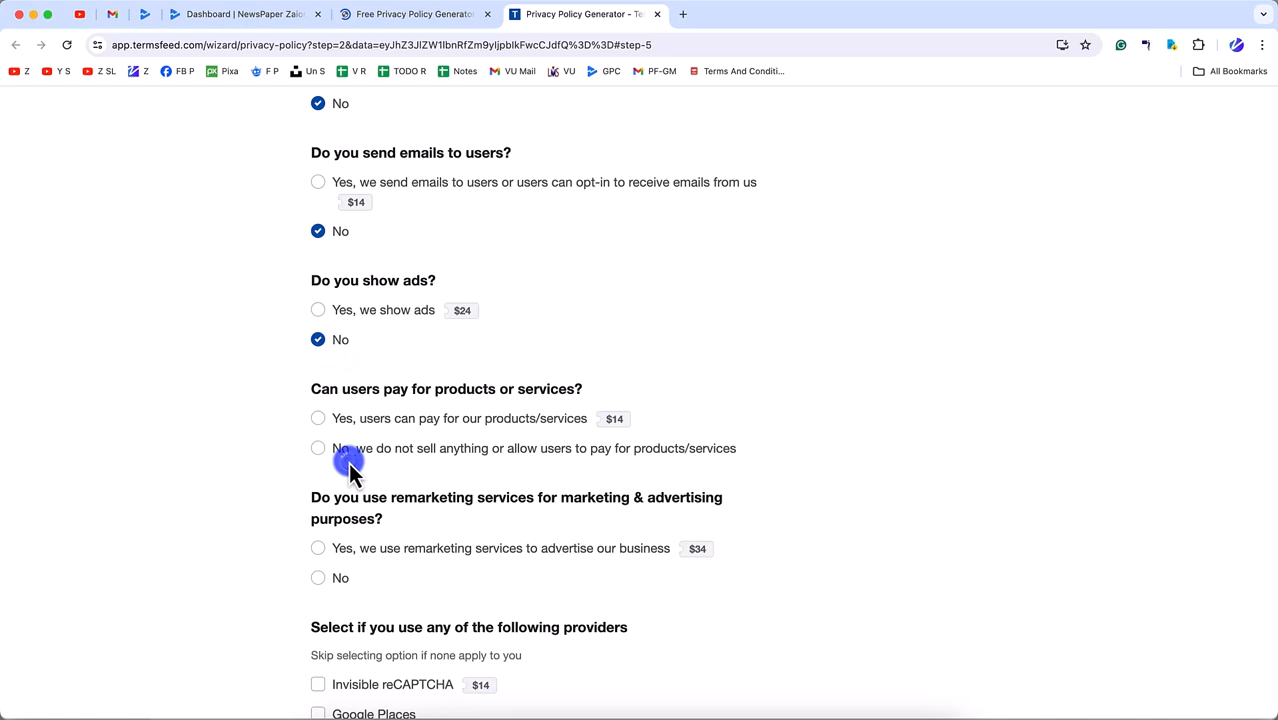 Dashboard | NewsPaper Zaior
Free Privacy Policy Generator
Privacy Policy Generator - Te
app.termsfeed.com/wizard/privacy-policy?step=2&data=eyJhZ3JlZW1lbnRfZm9yIjpbIkFwcCJdfQ%3D%3D#step-5
Z
Y S
Z SL
Z
FB P
Pixa
F P
Un S
V R
TODO R
Notes
VU Mail
VU
GPC
PF-GM
Terms And Conditi...
All Bookmarks
No
Do you send emails to users?
Yes, we send emails to users or users can opt-in to receive emails from us
$14
No
Do you show ads?
Yes, we show ads $24
No
Can users pay for products or services?
Yes, users can pay for our products/services $14
No, we do not sell anything or allow users to pay for products/services
Do you use remarketing services for marketing & advertising
purposes?
Yes, we use remarketing services to advertise our business $34
No
Select if you use any of the following providers
Skip selecting option if none apply to you
Invisible reCAPTCHA $14
Google Places